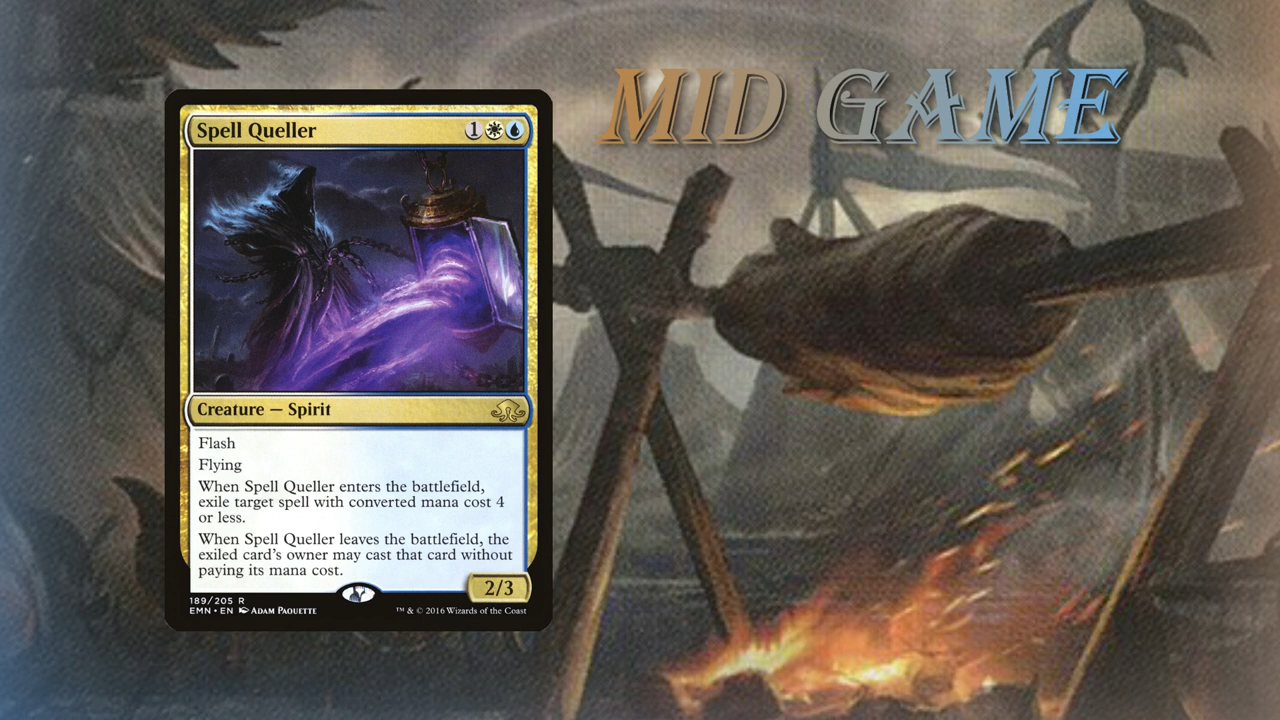 MID GAME
Spell Queller 1
Creature — Spirit
Flash
Flying
When Spell Queller enters the battlefield,
exile target spell with converted mana cost 4
or less.
When Spell Queller leaves the battlefield, the
exiled card's owner may cast that card without
paying its mana cost.
2/3
189/205 R
EMN • EN Adam Paquette
™ & © 2016 Wizards of the Coast